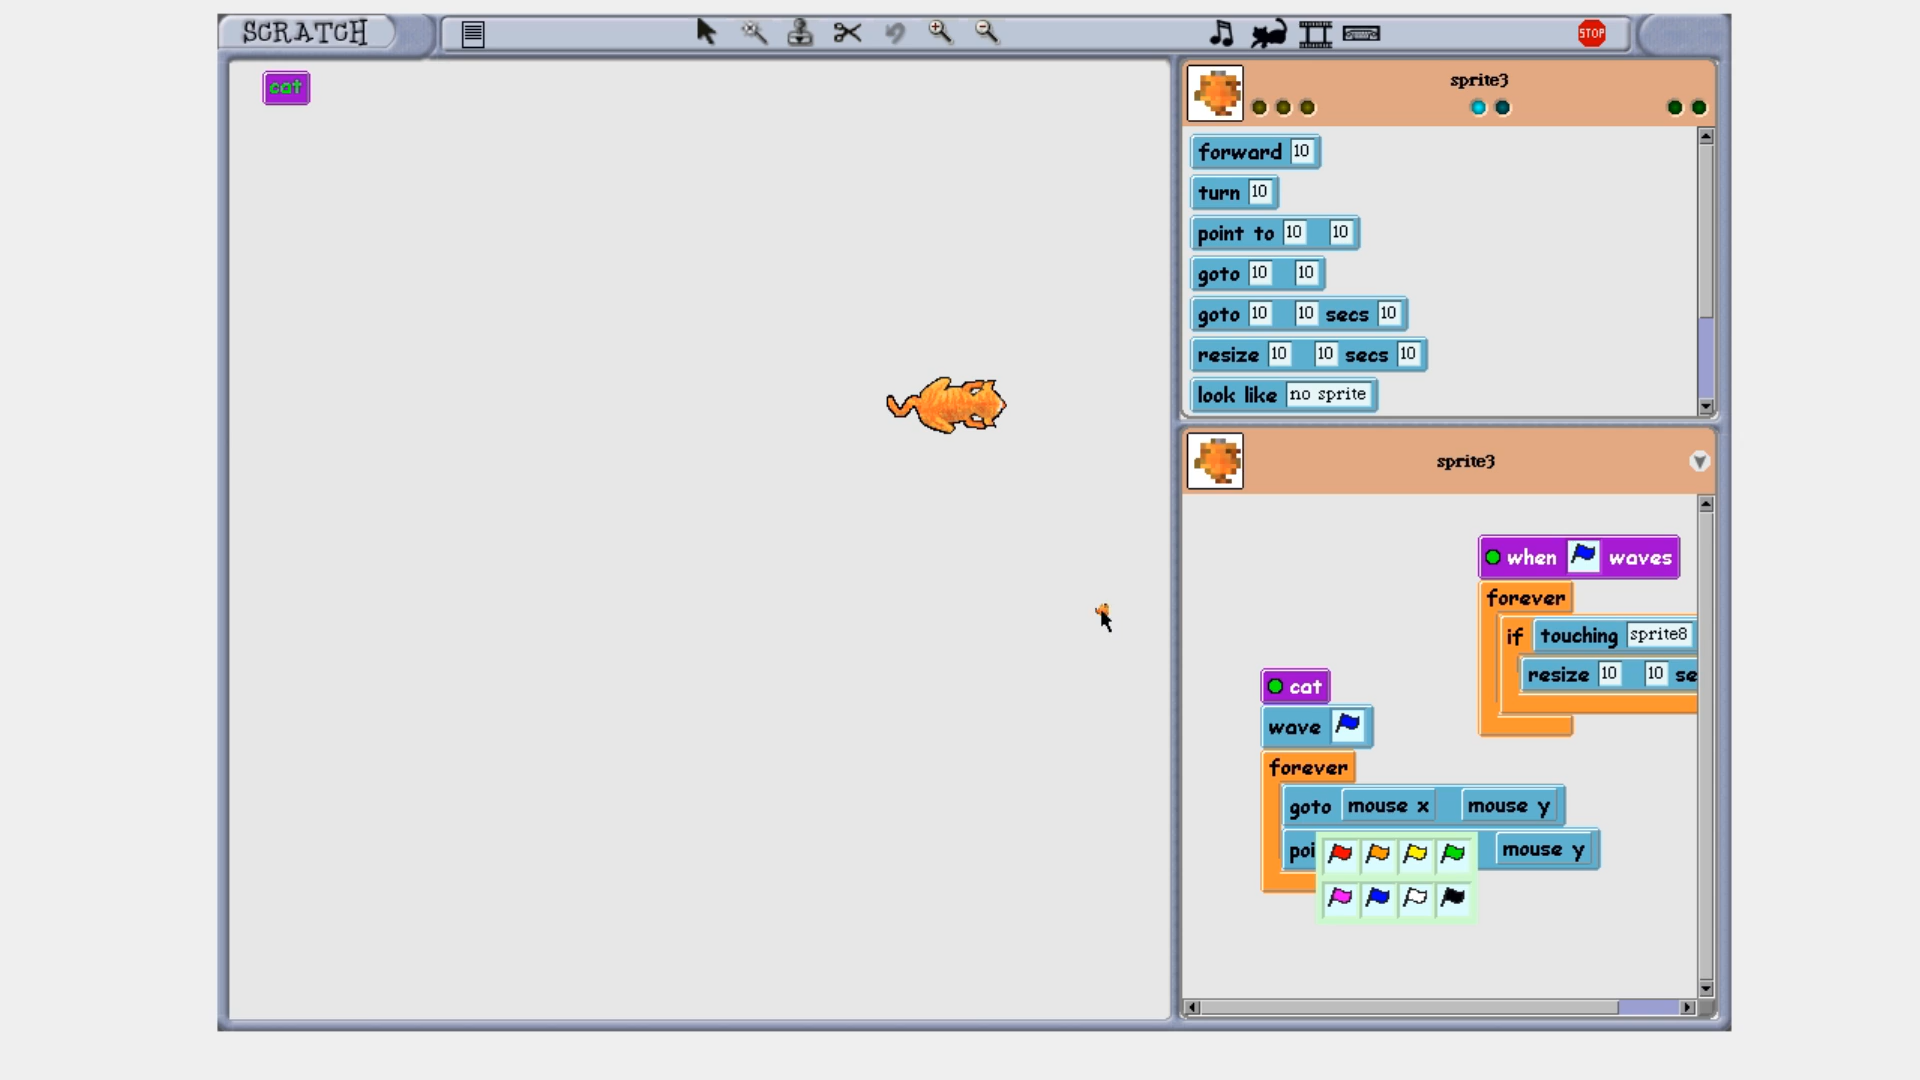 SCRATCH
STOP
cat
sprite3
forward 10
turn 10
point to 10 10
goto 10 10
goto 10 10 secs 10
resize 10 10 secs 10
look like no sprite
sprite3
when waves
forever
if touching sprite8
resize 10 10 se
cat
wave
forever
goto mouse x mouse y
poi mouse y